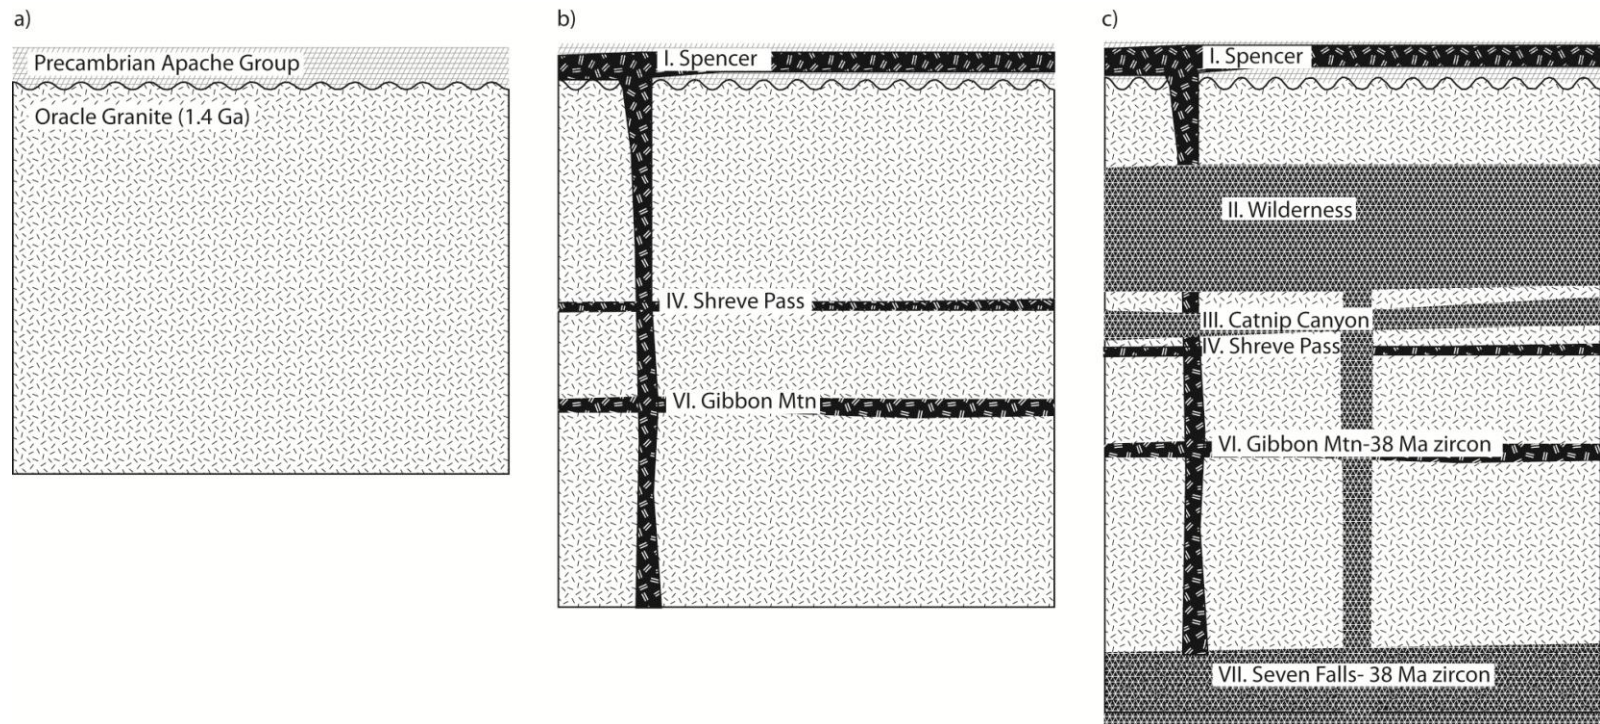 a)
Precambrian Apache Group
Oracle Granite (1.4 Ga)
b)
I. Spencer
IV. Shreve Pass
VI. Gibbon Mtn
c)
I. Spencer
II. Wilderness
III. Catnip Canyon
IV. Shreve Pass
VI. Gibbon Mtn-38 Ma zircon
VII. Seven Falls- 38 Ma zircon